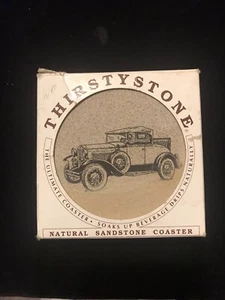 THIRSTYSTONE
THE ULTIMATE COASTER • SOAKS UP BEVERAGE DRIPS NATURALLY
NATURAL SANDSTONE COASTER